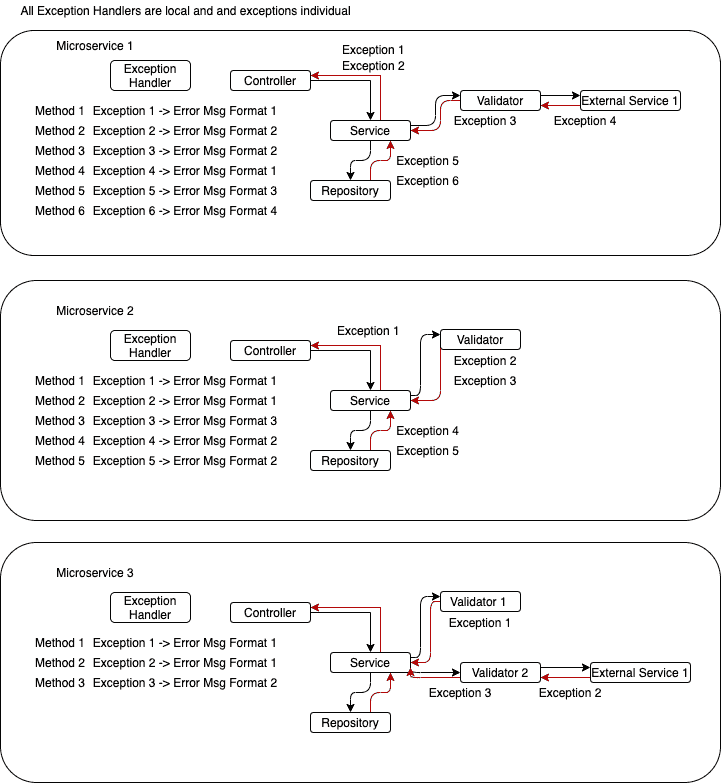 All Exception Handlers are local and and exceptions individual
Microservice 1
Exception
Handler
Controller
Exception 1
Exception 2
Method 1 Exception 1 -> Error Msg Format 1
Method 2 Exception 2 -> Error Msg Format 2
Method 3 Exception 3 -> Error Msg Format 2
Method 4 Exception 4 -> Error Msg Format 1
Method 5 Exception 5 -> Error Msg Format 3
Method 6 Exception 6 -> Error Msg Format 4
Service
Validator
External Service 1
Exception 3
Exception 4
Exception 5
Exception 6
Repository
Microservice 2
Exception
Handler
Controller
Exception 1
Method 1 Exception 1 -> Error Msg Format 1
Method 2 Exception 2 -> Error Msg Format 1
Method 3 Exception 3 -> Error Msg Format 3
Method 4 Exception 4 -> Error Msg Format 2
Method 5 Exception 5 -> Error Msg Format 2
Service
Validator
Exception 2
Exception 3
Exception 4
Exception 5
Repository
Microservice 3
Exception
Handler
Controller
Method 1 Exception 1 -> Error Msg Format 1
Method 2 Exception 2 -> Error Msg Format 1
Method 3 Exception 3 -> Error Msg Format 2
Service
Validator 1
Exception 1
Validator 2
External Service 1
Exception 3
Exception 2
Repository